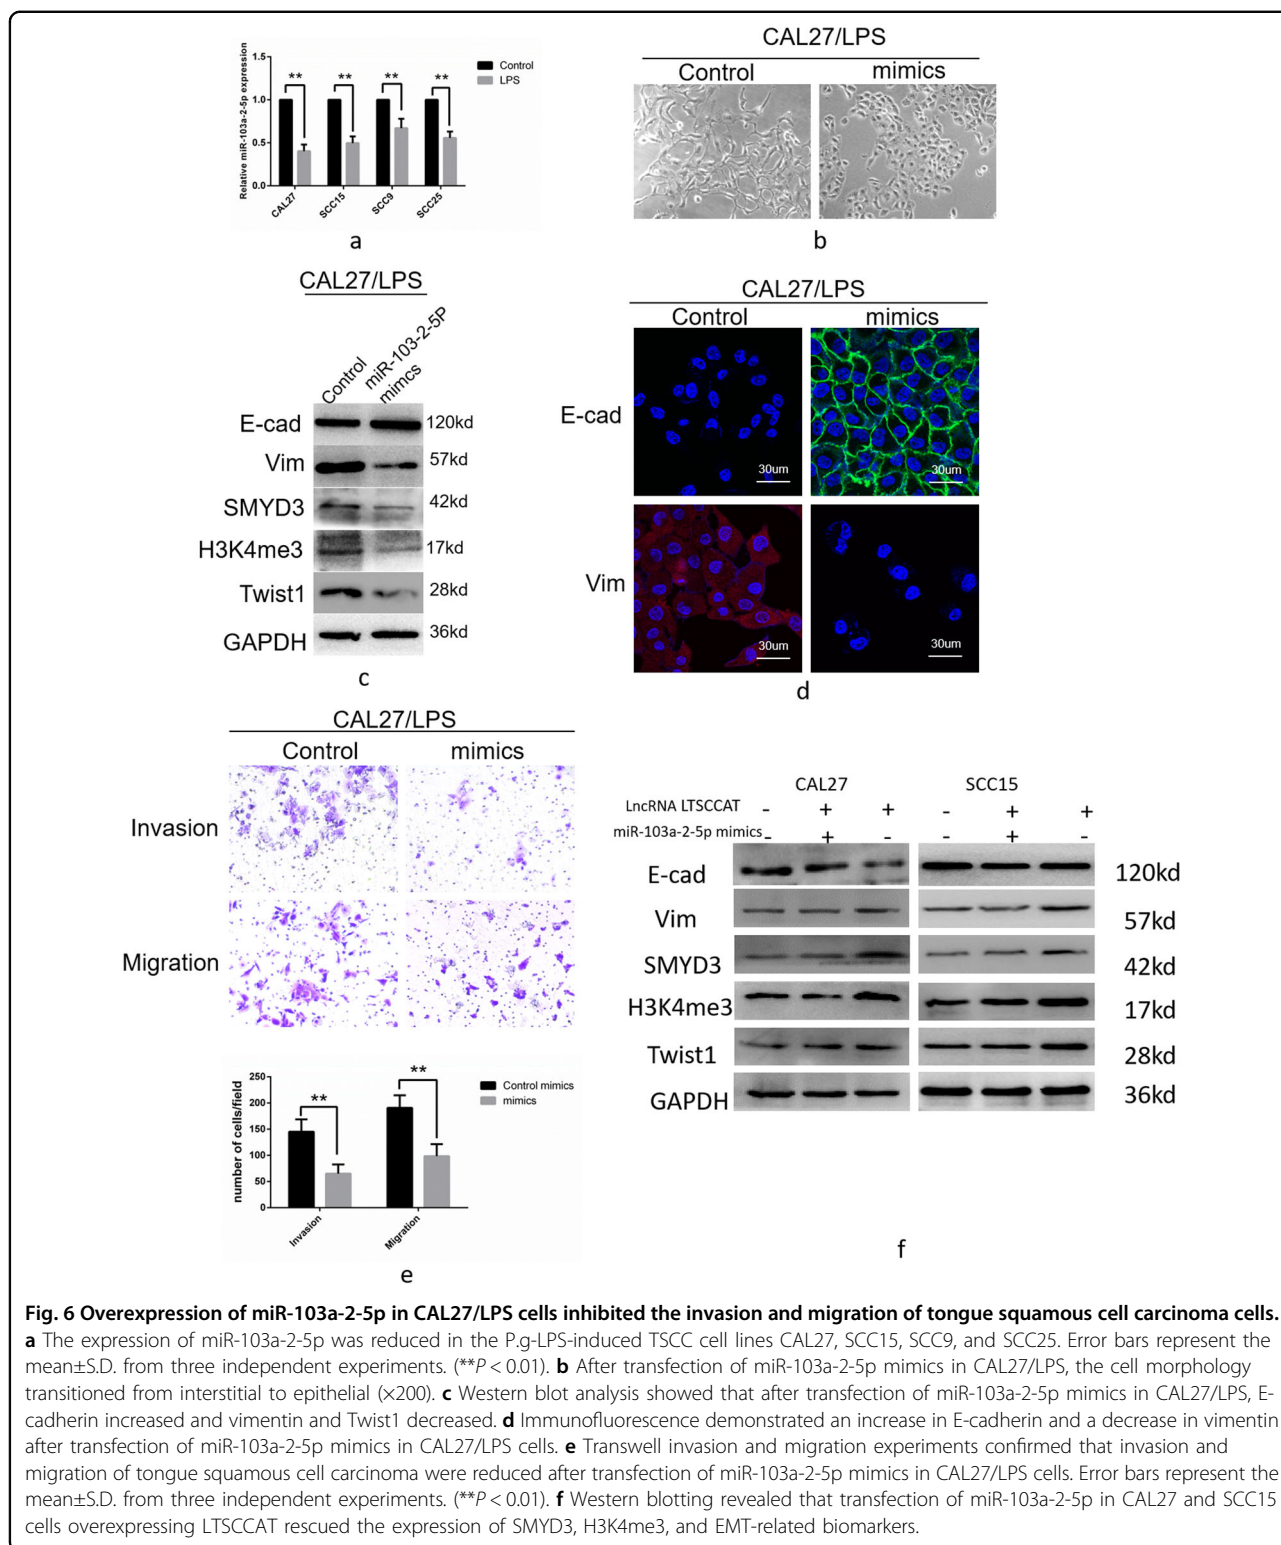 Relative miR-103a-2-5p expression
1.5
1.0
0.5
0.0
** ** ** **
Control
LPS
CAL27 SCC15 SCC9 SCC25
a
CAL27/LPS
Control mimics
b
CAL27/LPS
Control
miR-103-2-5P
mimcs
E-cad 120kd
Vim 57kd
SMYD3 42kd
H3K4me3 17kd
Twist1 28kd
GAPDH 36kd
c
CAL27/LPS
Control mimics
E-cad
30um 30um
Vim
30um 30um
d
CAL27/LPS
Control mimics
Invasion
Migration
number of cells/field
250
200
150
100
50
0
** **
Control mimics
mimics
Invasion Migration
e
CAL27 SCC15
LncRNA LTSCCAT - + + - + +
miR-103a-2-5p mimics - + - - + -
E-cad 120kd
Vim 57kd
SMYD3 42kd
H3K4me3 17kd
Twist1 28kd
GAPDH 36kd
f
Fig. 6 Overexpression of miR-103a-2-5p in CAL27/LPS cells inhibited the invasion and migration of tongue squamous cell carcinoma cells.
a The expression of miR-103a-2-5p was reduced in the P.g-LPS-induced TSCC cell lines CAL27, SCC15, SCC9, and SCC25. Error bars represent the
mean±S.D. from three independent experiments. (**P < 0.01). b After transfection of miR-103a-2-5p mimics in CAL27/LPS, the cell morphology
transitioned from interstitial to epithelial (×200). c Western blot analysis showed that after transfection of miR-103a-2-5p mimics in CAL27/LPS, E-
cadherin increased and vimentin and Twist1 decreased. d Immunofluorescence demonstrated an increase in E-cadherin and a decrease in vimentin
after transfection of miR-103a-2-5p mimics in CAL27/LPS cells. e Transwell invasion and migration experiments confirmed that invasion and
migration of tongue squamous cell carcinoma were reduced after transfection of miR-103a-2-5p mimics in CAL27/LPS cells. Error bars represent the
mean±S.D. from three independent experiments. (**P < 0.01). f Western blotting revealed that transfection of miR-103a-2-5p in CAL27 and SCC15
cells overexpressing LTSCCAT rescued the expression of SMYD3, H3K4me3, and EMT-related biomarkers.